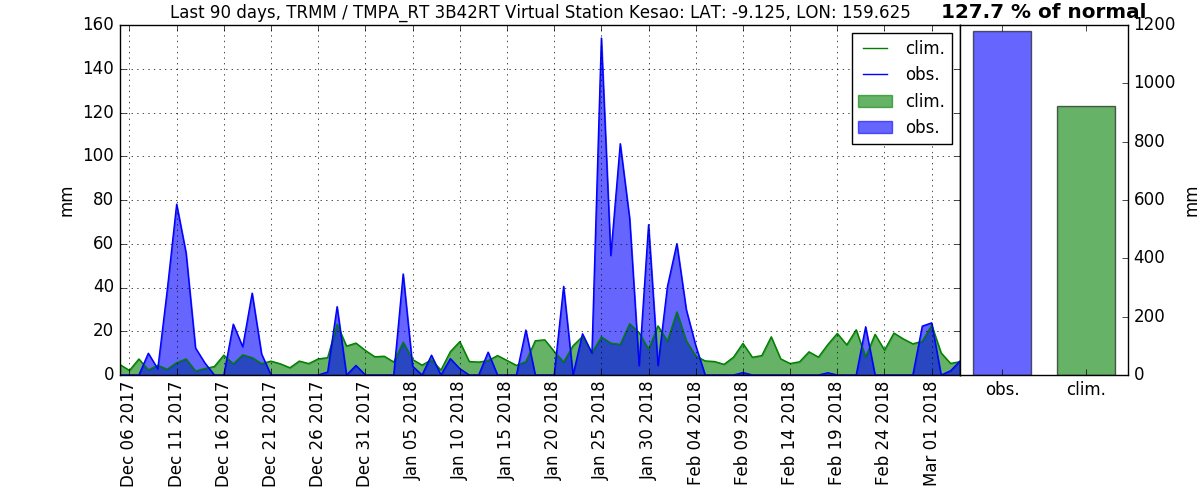 Last 90 days, TRMM / TMPA_RT 3B42RT Virtual Station Kesao: LAT: -9.125, LON: 159.625
127.7 % of normal
160
140
120
100
80
60
40
20
0
mm
clim.
obs.
clim.
obs.
1200
1000
800
600
400
200
0
mm
obs.
clim.
Dec 06 2017
Dec 11 2017
Dec 16 2017
Dec 21 2017
Dec 26 2017
Dec 31 2017
Jan 05 2018
Jan 10 2018
Jan 15 2018
Jan 20 2018
Jan 25 2018
Jan 30 2018
Feb 04 2018
Feb 09 2018
Feb 14 2018
Feb 19 2018
Feb 24 2018
Mar 01 2018